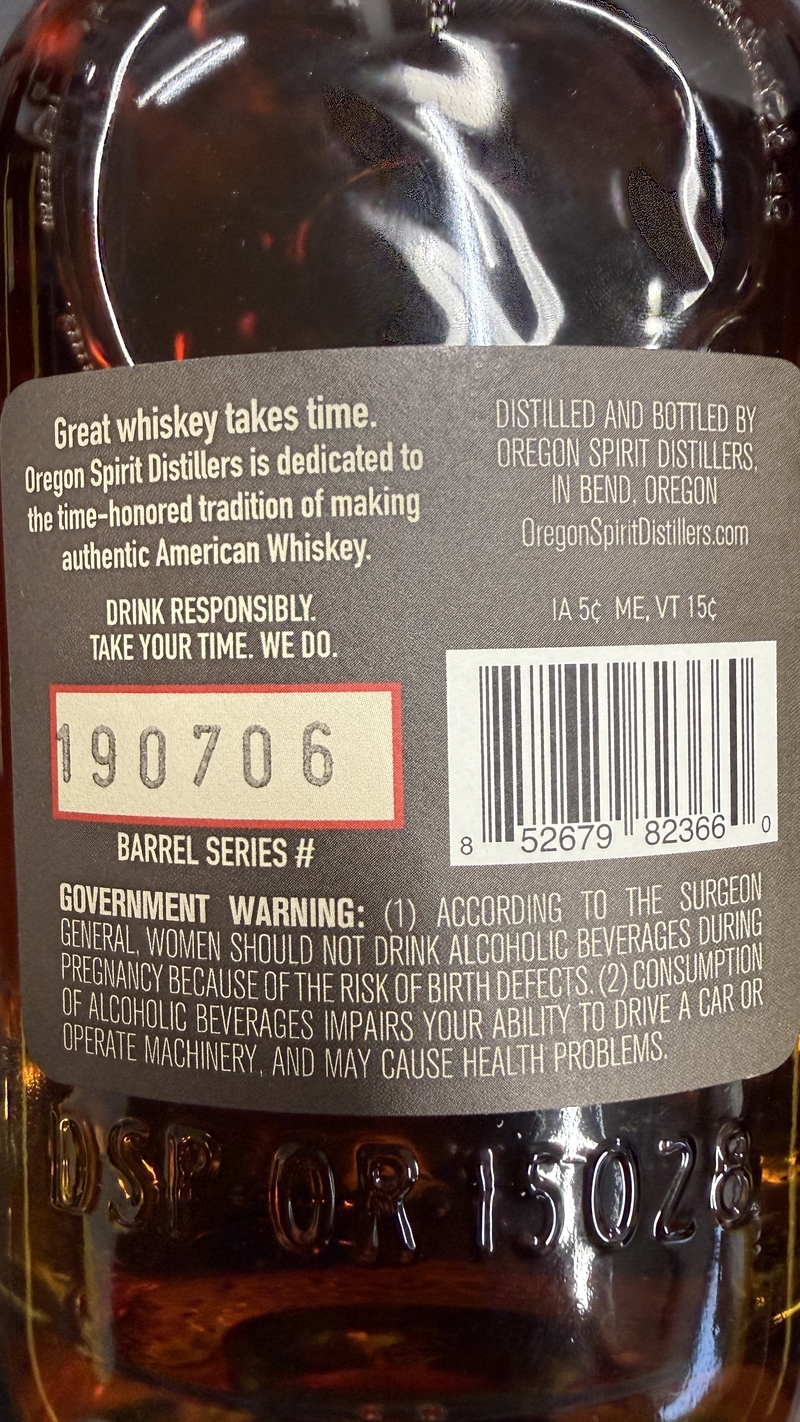 Great whiskey takes time.
Oregon Spirit Distillers is dedicated to
the time-honored tradition of making
authentic American Whiskey.
DRINK RESPONSIBLY.
TAKE YOUR TIME. WE DO.
190706
BARREL SERIES #
DISTILLED AND BOTTLED BY
OREGON SPIRIT DISTILLERS,
IN BEND, OREGON
OregonSpiritDistillers.com
IA 5¢ ME, VT 15¢
8 52679 82366 0
GOVERNMENT WARNING: (1) ACCORDING TO THE SURGEON
GENERAL, WOMEN SHOULD NOT DRINK ALCOHOLIC BEVERAGES DURING
PREGNANCY BECAUSE OF THE RISK OF BIRTH DEFECTS. (2) CONSUMPTION
OF ALCOHOLIC BEVERAGES IMPAIRS YOUR ABILITY TO DRIVE A CAR OR
OPERATE MACHINERY, AND MAY CAUSE HEALTH PROBLEMS.
DSP OR 15028